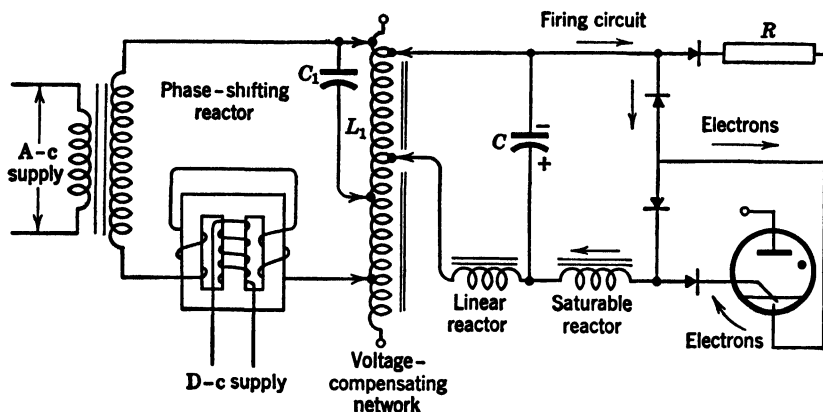 Firing circuit
R
C₁
Phase-shifting
reactor
L₁
A-c
supply
C
−
+
Electrons
Linear
reactor
Saturable
reactor
Electrons
D-c supply
Voltage-
compensating
network